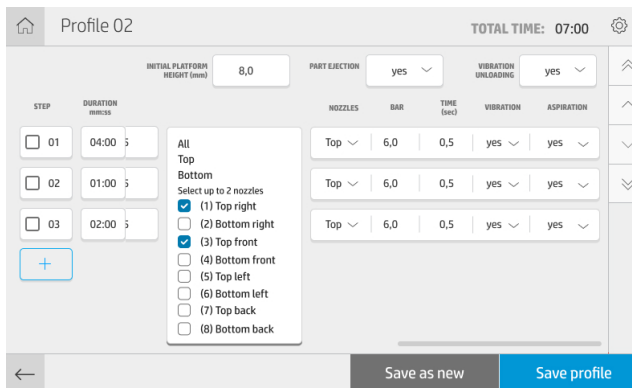 Profile 02
TOTAL TIME: 07:00
INITIAL PLATFORM
HEIGHT (mm)
8,0
PART EJECTION
yes
VIBRATION
UNLOADING
yes
STEP
DURATION
mm:ss
NOZZLES
BAR
TIME
(sec)
VIBRATION
ASPIRATION
01
04:00
Top 6,0 0,5 yes yes
02
01:00
Top 6,0 0,5 yes yes
03
02:00
Top 6,0 0,5 yes yes
+
All
Top
Bottom
Select up to 2 nozzles
(1) Top right
(2) Bottom right
(3) Top front
(4) Bottom front
(5) Top left
(6) Bottom left
(7) Top back
(8) Bottom back
Save as new
Save profile